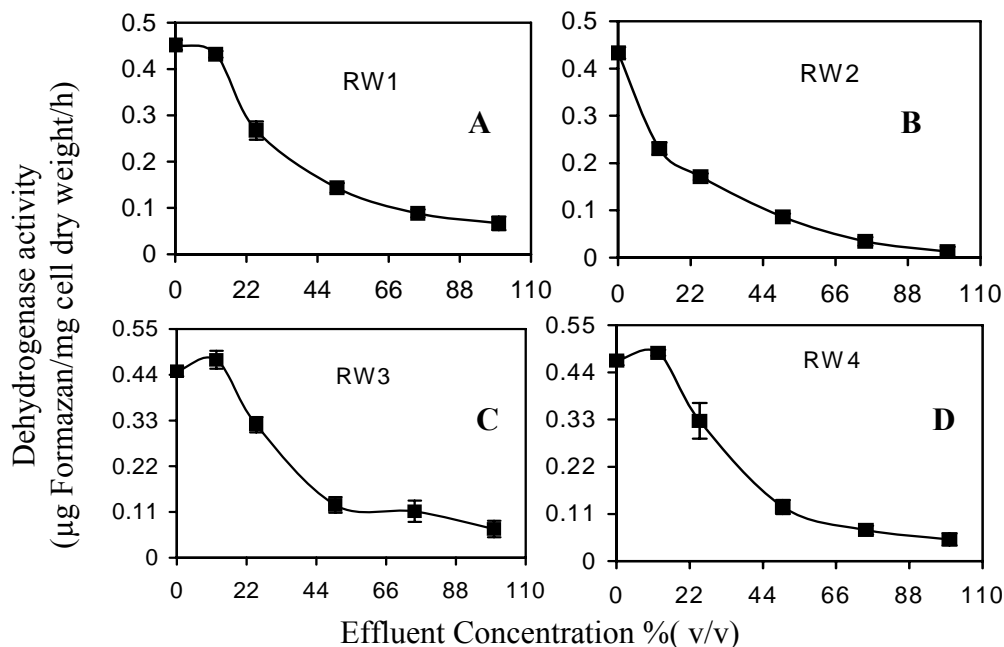 Dehydrogenase activity
(µg Formazan/mg cell dry weight/h)
0.5
0.4
0.3
0.2
0.1
0
RW1
A
0 22 44 66 88 110
0.5
0.4
0.3
0.2
0.1
0
RW2
B
0 22 44 66 88 110
0.55
0.44
0.33
0.22
0.11
0
RW3
C
0 22 44 66 88 110
0.55
0.44
0.33
0.22
0.11
0
RW4
D
0 22 44 66 88 110
Effluent Concentration %( v/v)